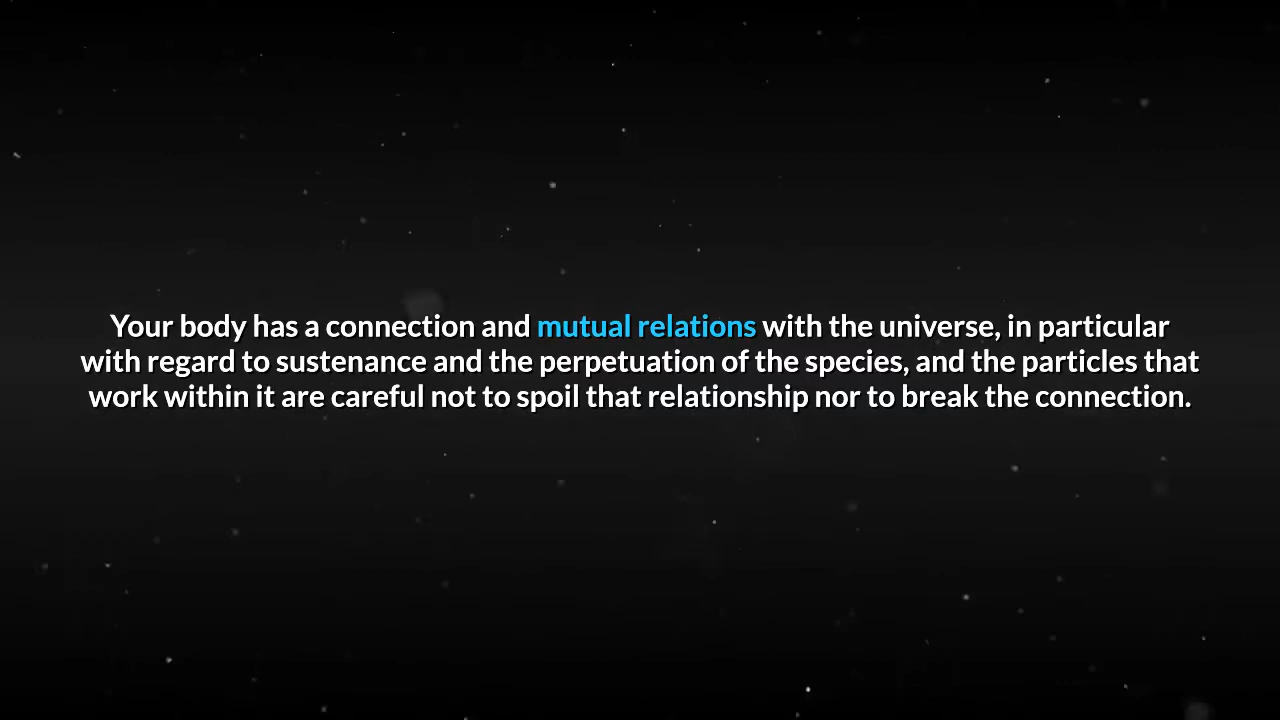 Your body has a connection and mutual relations with the universe, in particular
with regard to sustenance and the perpetuation of the species, and the particles that
work within it are careful not to spoil that relationship nor to break the connection.